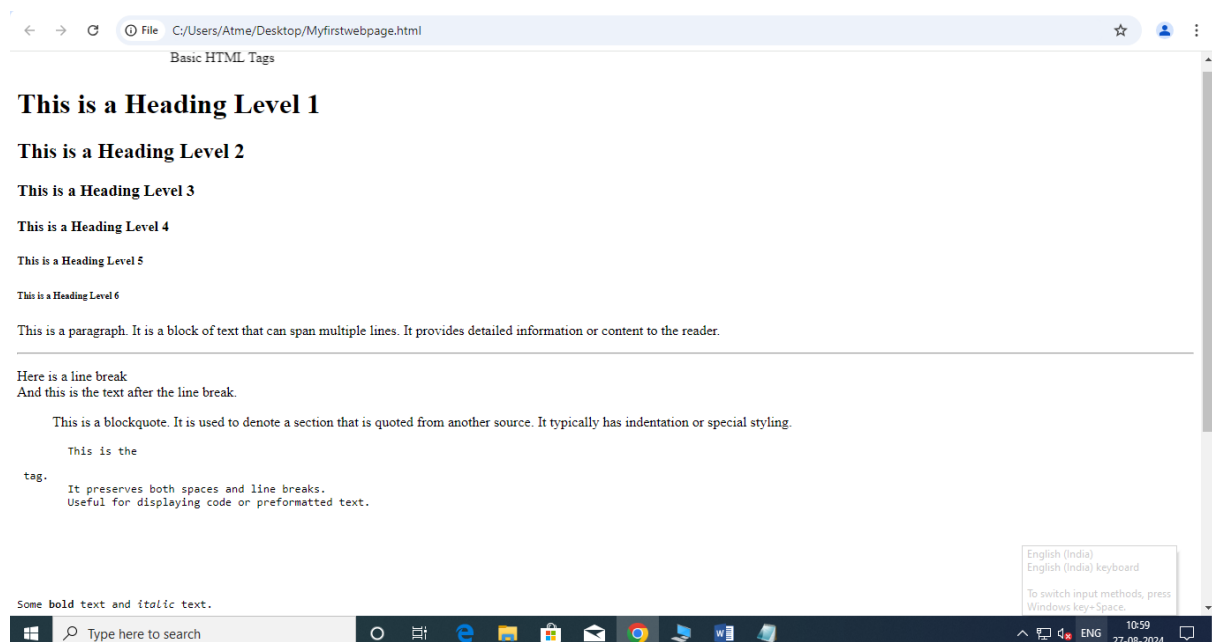 File C:/Users/Atme/Desktop/Myfirstwebpage.html
Basic HTML Tags
This is a Heading Level 1
This is a Heading Level 2
This is a Heading Level 3
This is a Heading Level 4
This is a Heading Level 5
This is a Heading Level 6
This is a paragraph. It is a block of text that can span multiple lines. It provides detailed information or content to the reader.
Here is a line break
And this is the text after the line break.
This is a blockquote. It is used to denote a section that is quoted from another source. It typically has indentation or special styling.
This is the
tag.
It preserves both spaces and line breaks.
Useful for displaying code or preformatted text.
English (India)
English (India) keyboard
To switch input methods, press
Windows key+Space.
Some bold text and italic text.
Type here to search
ENG
10:59
27-08-2024